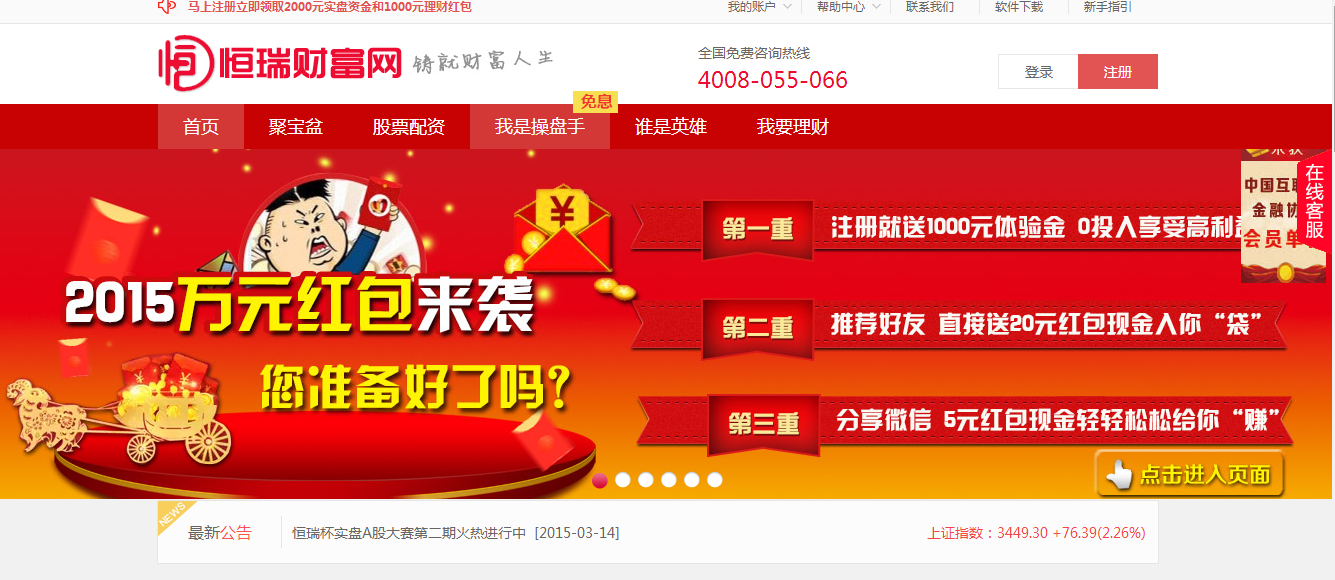 马上注册立即领取2000元实盘资金和1000元理财红包
我的账户 帮助中心 联系我们 软件下载 新手指引
恒瑞财富网 铸就财富人生
全国免费咨询热线
4008-055-066
登录 注册
免息
首页 聚宝盆 股票配资 我是操盘手 谁是英雄 我要理财
第一重 注册就送1000元体验金 0投入享受高利
中国互
金融协
会员单
在线客服
2015万元红包来袭
第二重 推荐好友 直接送20元红包现金入你“袋”
您准备好了吗?
第三重 分享微信 5元红包现金轻轻松松给你“赚”
点击进入页面
NEWS
最新公告 恒瑞杯实盘A股大赛第二期火热进行中 [2015-03-14] 上证指数：3449.30 +76.39(2.26%)